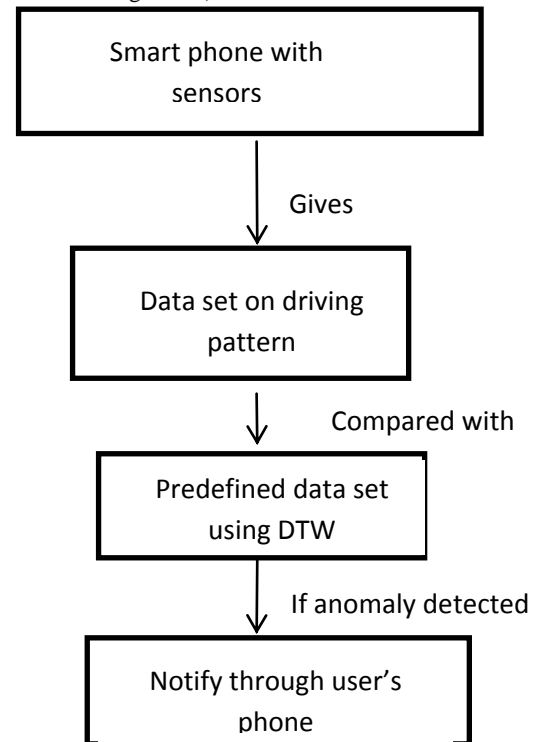 Smart phone with
sensors
Gives
Data set on driving
pattern
Compared with
Predefined data set
using DTW
If anomaly detected
Notify through user's
phone